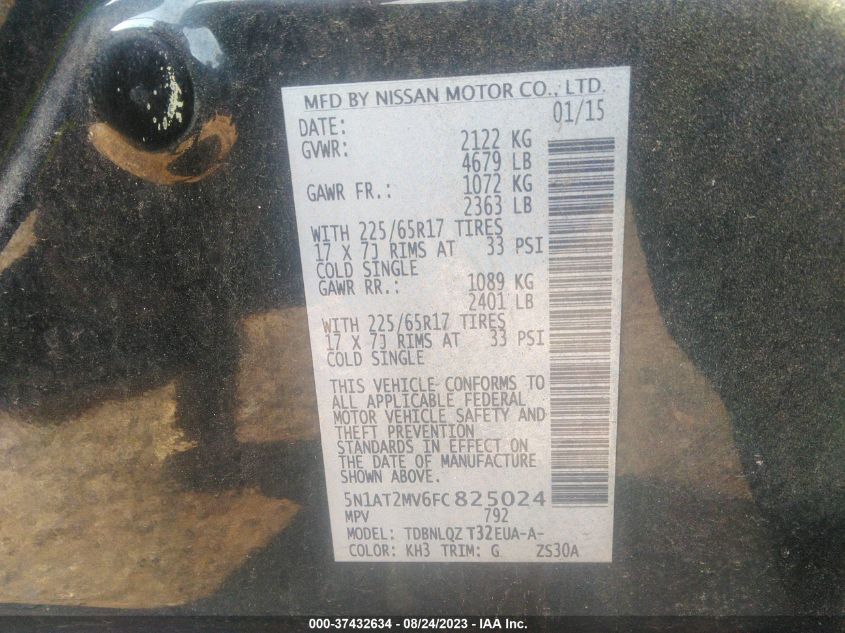 MFD BY NISSAN MOTOR CO., LTD.
DATE: 01/15
GVWR: 2122 KG
4679 LB
GAWR FR.: 1072 KG
2363 LB
WITH 225/65R17 TIRES
17 X 7J RIMS AT 33 PSI
COLD SINGLE
GAWR RR.: 1089 KG
2401 LB
WITH 225/65R17 TIRES
17 X 7J RIMS AT 33 PSI
COLD SINGLE
THIS VEHICLE CONFORMS TO
ALL APPLICABLE FEDERAL
MOTOR VEHICLE SAFETY AND
THEFT PREVENTION
STANDARDS IN EFFECT ON
THE DATE OF MANUFACTURE
SHOWN ABOVE.
5N1AT2MV6FC825024
MPV 792
MODEL: TDBNLQZ T32EUA-A-
COLOR: KH3 TRIM: G ZS30A
000-37432634 - 08/24/2023 - IAA Inc.